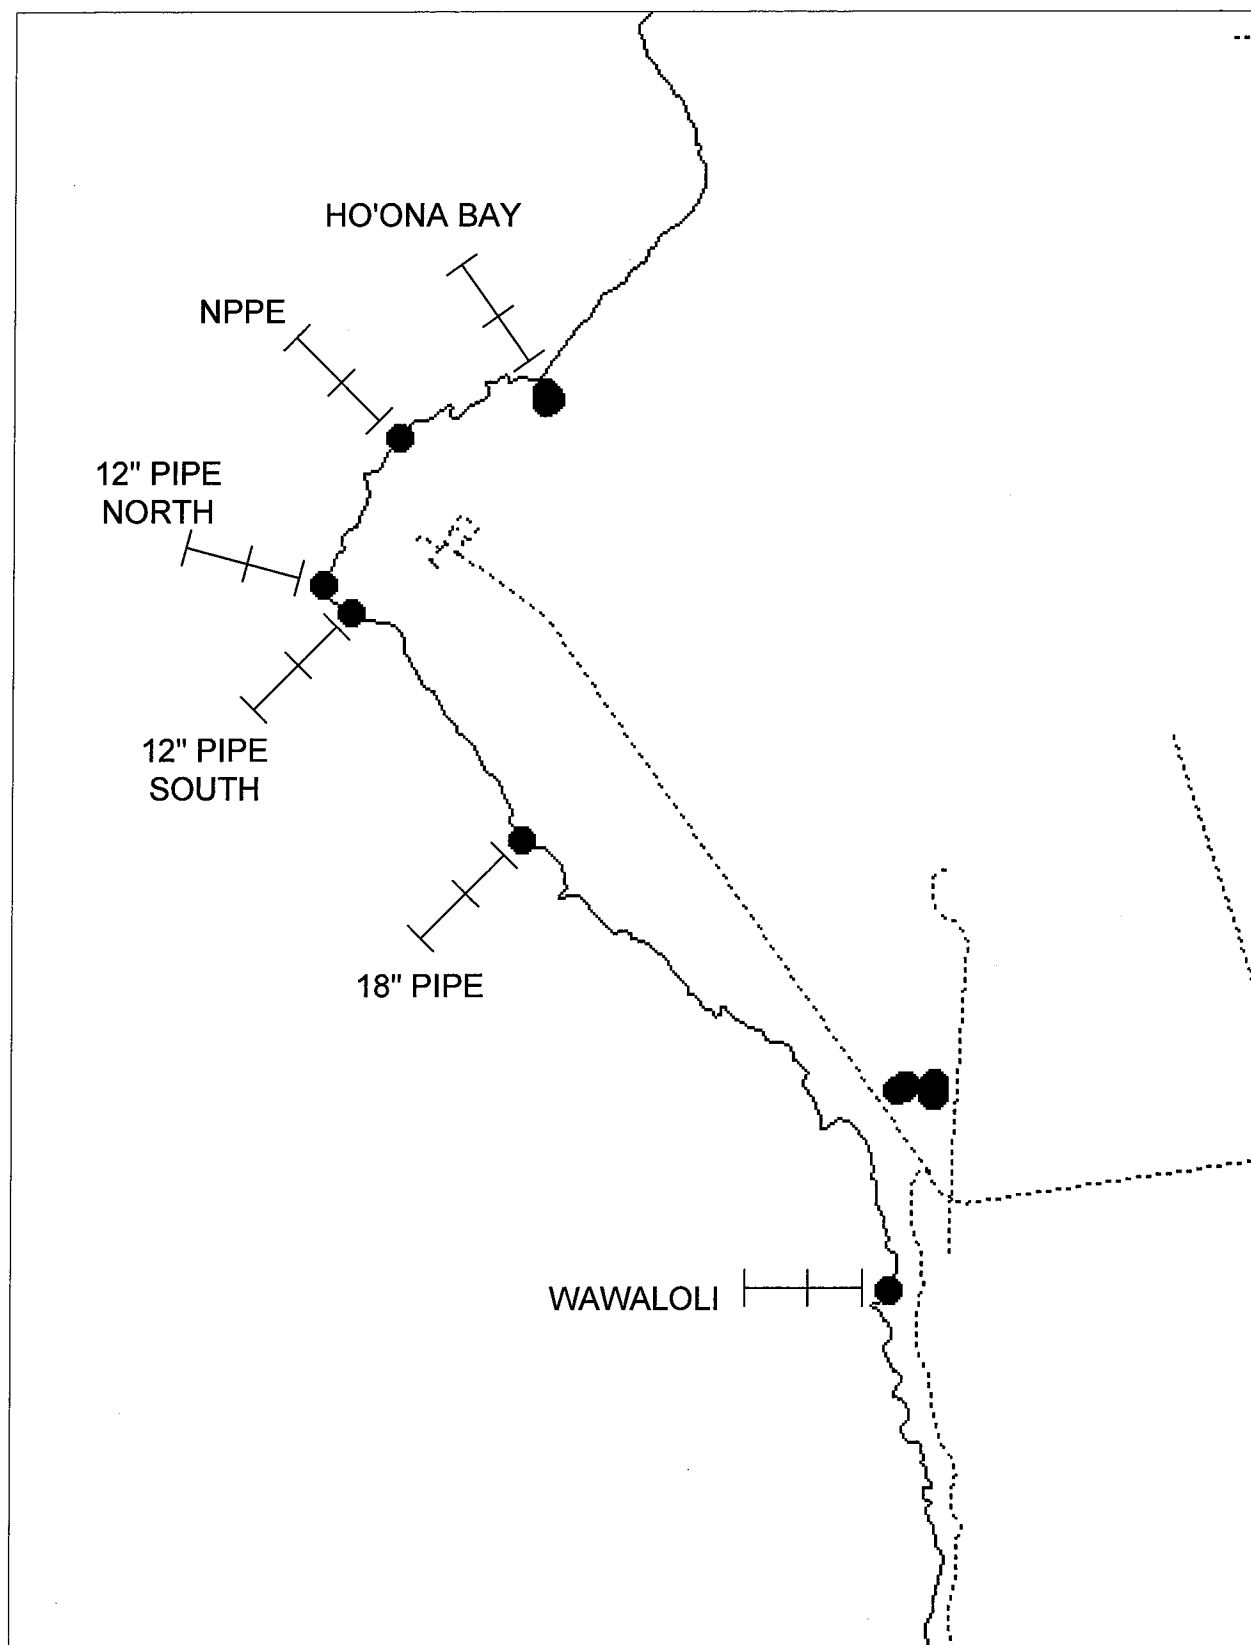 HO'ONA BAY
NPPE
12" PIPE
NORTH
12" PIPE
SOUTH
18" PIPE
WAWALOLI